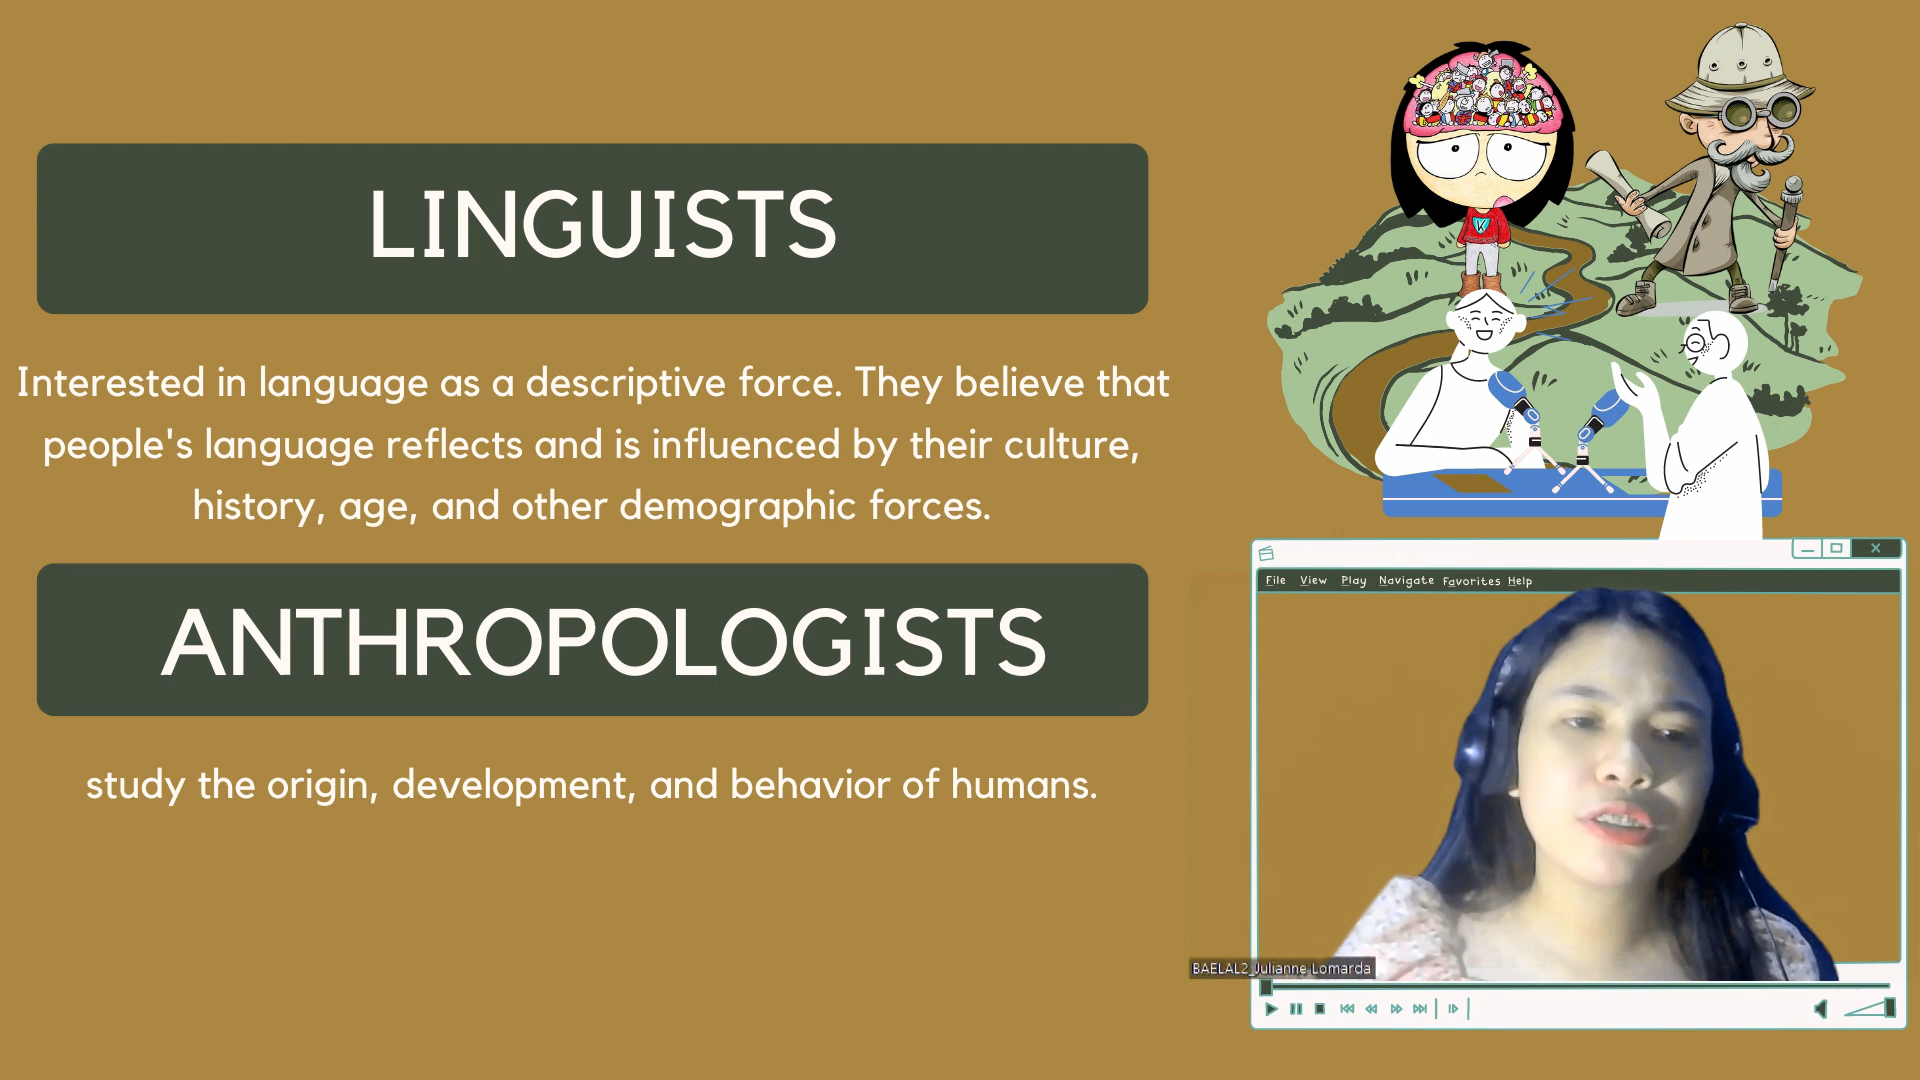 LINGUISTS
Interested in language as a descriptive force. They believe that
people's language reflects and is influenced by their culture,
history, age, and other demographic forces.
ANTHROPOLOGISTS
study the origin, development, and behavior of humans.
K
File View Play Navigate Favorites Help
BAELAL2_Julianne Lomarda